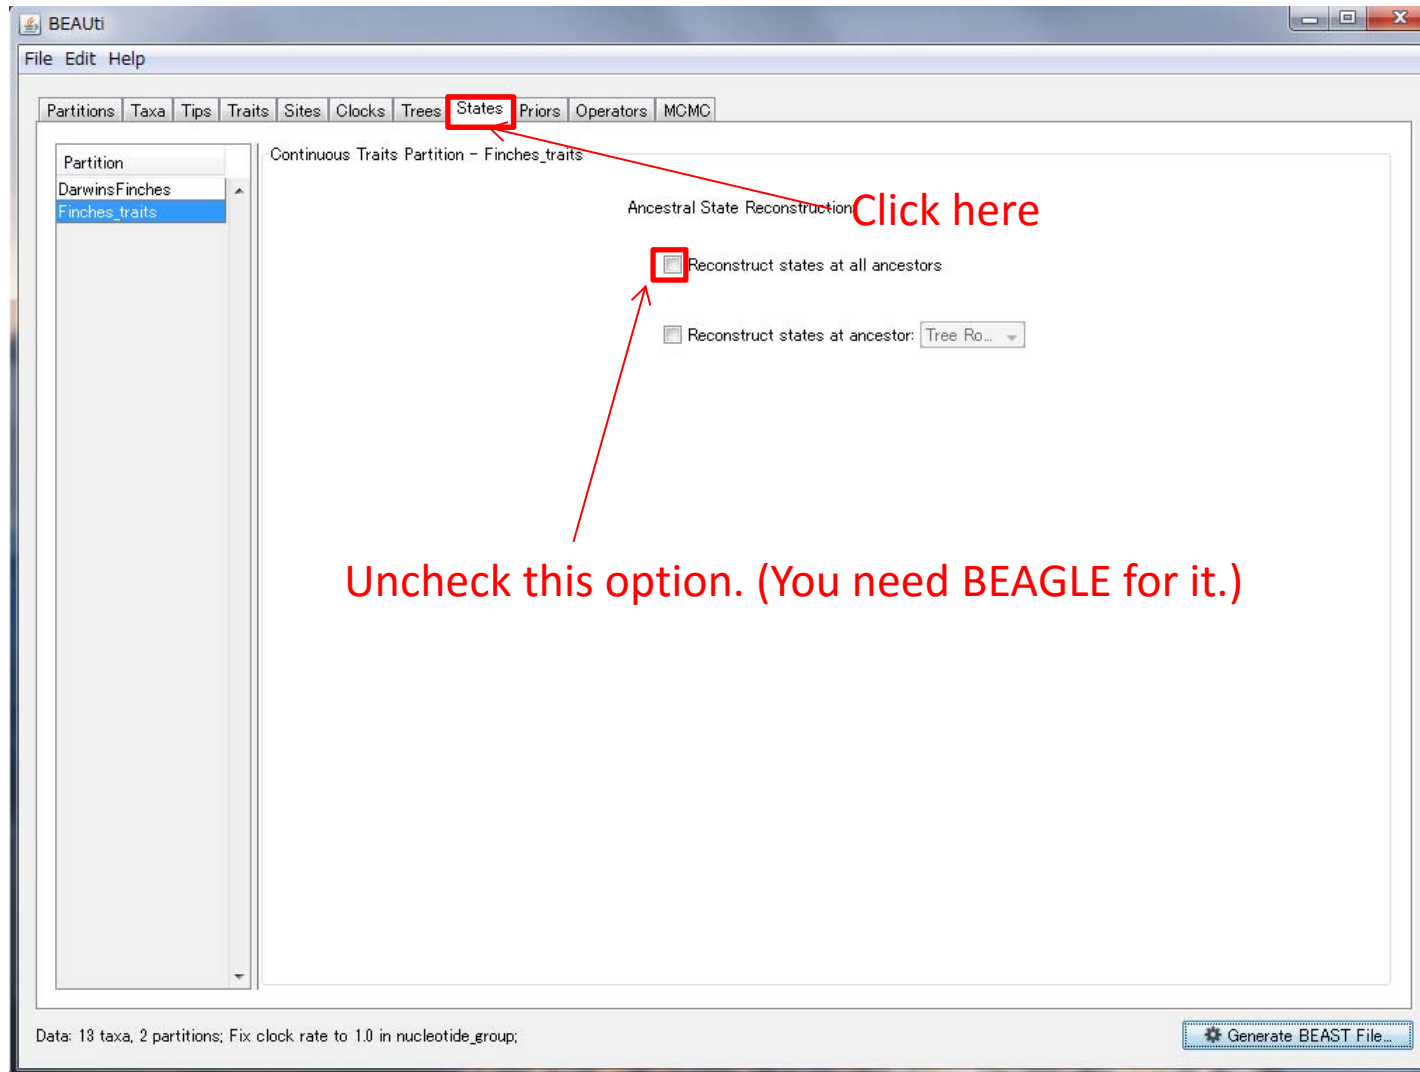 BEAUti
File Edit Help
Partitions Taxa Tips Traits Sites Clocks Trees States Priors Operators MCMC
Partition
DarwinsFinches
Finches_traits
Continuous Traits Partition - Finches_traits
Ancestral State Reconstruction:
Click here
Reconstruct states at all ancestors
Reconstruct states at ancestor: Tree Ro...
Uncheck this option. (You need BEAGLE for it.)
Data: 13 taxa, 2 partitions; Fix clock rate to 1.0 in nucleotide_group;
Generate BEAST File...